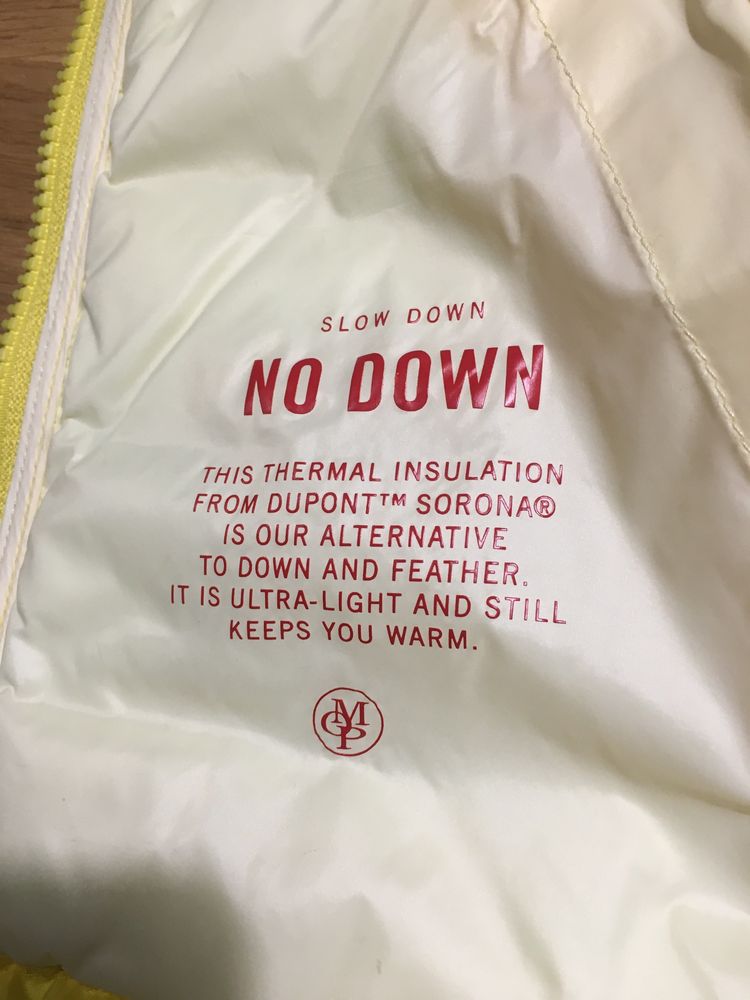 SLOW DOWN
NO DOWN
THIS THERMAL INSULATION
FROM DUPONT™ SORONA®
IS OUR ALTERNATIVE
TO DOWN AND FEATHER.
IT IS ULTRA-LIGHT AND STILL
KEEPS YOU WARM.
MOP